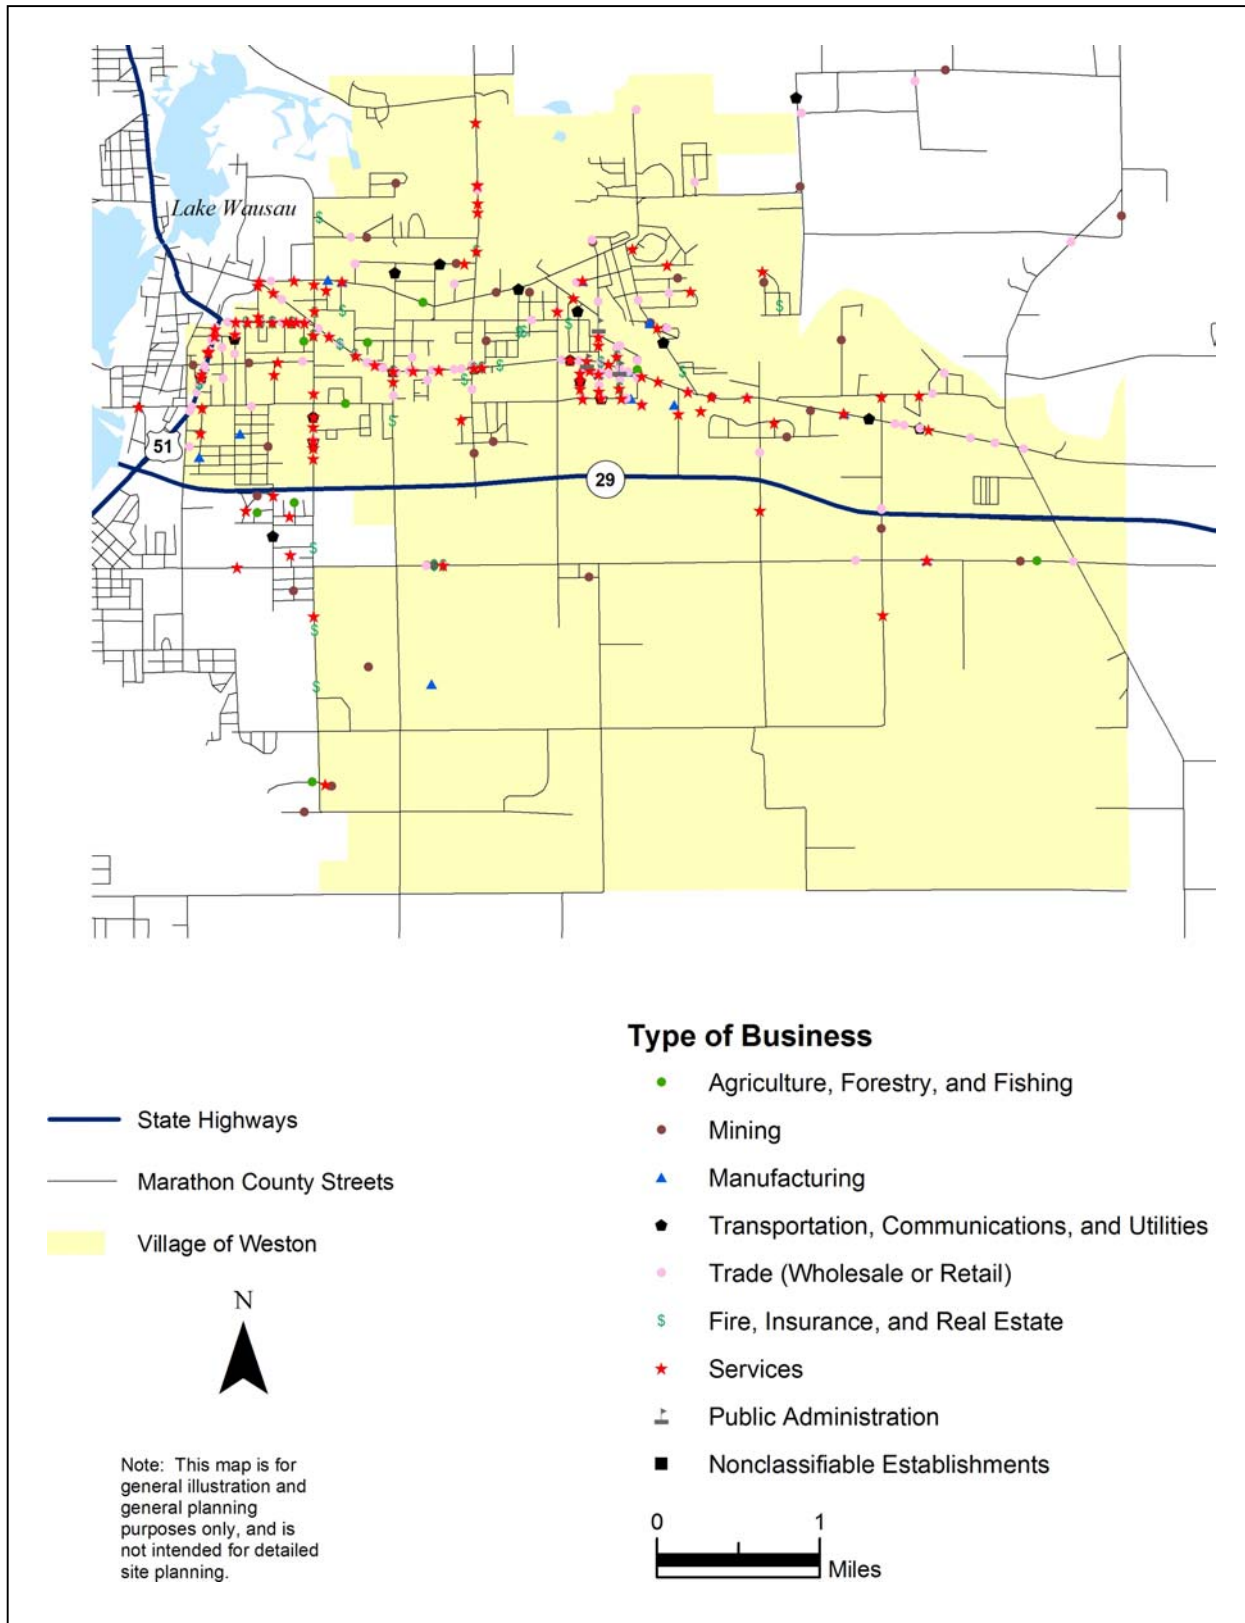 Lake Wausau
51
29
Type of Business
Agriculture, Forestry, and Fishing
Mining
Manufacturing
Transportation, Communications, and Utilities
Trade (Wholesale or Retail)
Fire, Insurance, and Real Estate
Services
Public Administration
Nonclassifiable Establishments
State Highways
Marathon County Streets
Village of Weston
N
Note: This map is for
general illustration and
general planning
purposes only, and is
not intended for detailed
site planning.
0 1
Miles